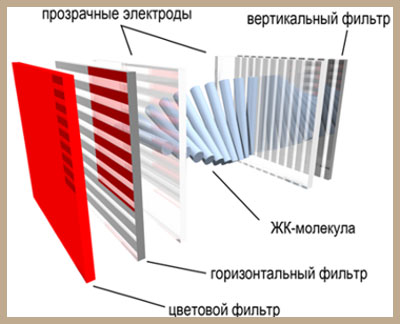 прозрачные электроды
вертикальный фильтр
ЖК-молекула
горизонтальный фильтр
цветовой фильтр